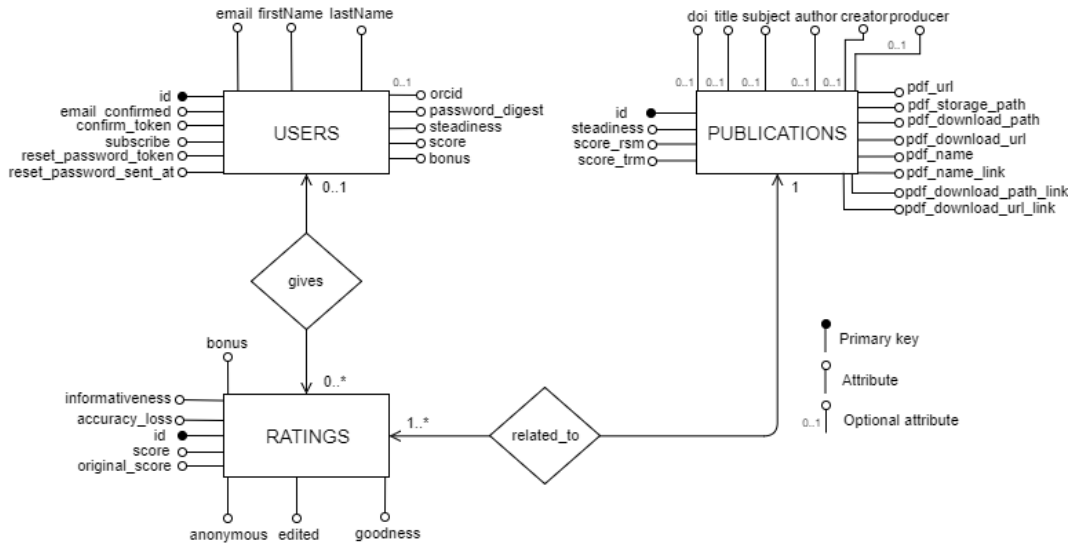 email firstName lastName
doi title subject author creator producer
0..1
0..1
0..1 0..1 0..1 0..1 0..1
id
email_confirmed
confirm_token
subscribe
reset_password_token
reset_password_sent_at
USERS
orcid
password_digest
steadiness
score
bonus
id
steadiness
score_rsm
score_trm
PUBLICATIONS
pdf_url
pdf_storage_path
pdf_download_path
pdf_download_url
pdf_name
pdf_name_link
pdf_download_path_link
pdf_download_url_link
0..1
1
gives
bonus
0..*
informativeness
accuracy_loss
id
score
original_score
RATINGS
1..*
related_to
anonymous edited goodness
Primary key
Attribute
0..1 Optional attribute